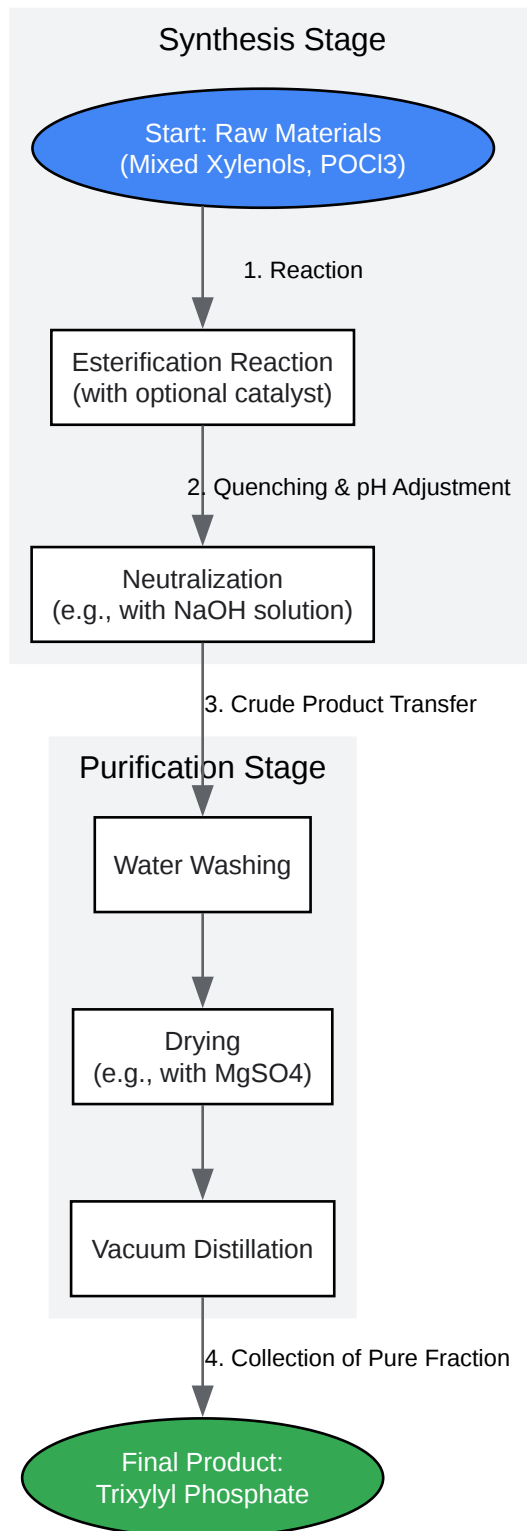 Synthesis Stage
Start: Raw Materials
(Mixed Xylenols, POCl3)
1. Reaction
Esterification Reaction
(with optional catalyst)
2. Quenching & pH Adjustment
Neutralization
(e.g., with NaOH solution)
3. Crude Product Transfer
Purification Stage
Water Washing
Drying
(e.g., with MgSO4)
Vacuum Distillation
4. Collection of Pure Fraction
Final Product:
Trixylyl Phosphate